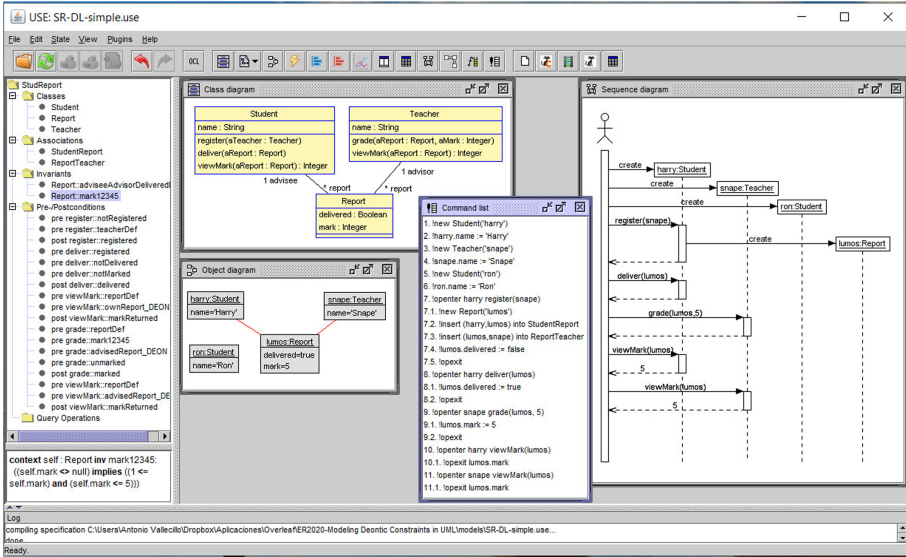 USE: SR-DL-simple.use
File Edit State View Plugins Help
OCL
StudReport
Classes
Student
Report
Teacher
Associations
StudentReport
ReportTeacher
Invariants
Report::adviseeAdvisorDeliveredI
Report::mark12345
Pre-/Postconditions
pre register::notRegistered
pre register::teacherDef
post register::registered
pre deliver::registered
pre deliver::notDelivered
pre deliver::notMarked
post deliver::delivered
pre viewMark::reportDef
pre viewMark::ownReport_DEON
post viewMark::markReturned
pre grade::reportDef
pre grade::mark12345
pre grade::advisedReport_DEON
pre grade::unmarked
post grade::marked
pre viewMark::reportDef
pre viewMark::advisedReport_DE
post viewMark::markReturned
Query Operations
context self : Report inv mark12345:
((self.mark <> null) implies ((1 <=
self.mark) and (self.mark <= 5)))
Class diagram
Student
name : String
register(aTeacher : Teacher)
deliver(aReport : Report)
viewMark(aReport : Report) : Integer
Teacher
name : String
grade(aReport : Report, aMark : Integer)
viewMark(aReport : Report) : Integer
1 advisee
1 advisor
* report
* report
Report
delivered : Boolean
mark : Integer
Object diagram
harry:Student
name='Harry'
snape:Teacher
name='Snape'
ron:Student
name='Ron'
lumos:Report
delivered=true
mark=5
Command list
1. !new Student('harry')
2. !harry.name := 'Harry'
3. !new Teacher('snape')
4. !snape.name := 'Snape'
5. !new Student('ron')
6. !ron.name := 'Ron'
7. !openter harry register(snape)
7.1. !new Report('lumos')
7.2. !insert (harry,lumos) into StudentReport
7.3. !insert (lumos,snape) into ReportTeacher
7.4. !lumos.delivered := false
7.5. !opexit
8. !openter harry deliver(lumos)
8.1. !lumos.delivered := true
8.2. !opexit
9. !openter snape grade(lumos, 5)
9.1. !lumos.mark := 5
9.2. !opexit
10. !openter harry viewMark(lumos)
10.1. !opexit lumos.mark
11. !openter snape viewMark(lumos)
11.1. !opexit lumos.mark
Sequence diagram
create
harry:Student
create
snape:Teacher
create
ron:Student
register(snape)
create
lumos:Report
deliver(lumos)
grade(lumos,5)
viewMark(lumos)
5
viewMark(lumos)
5
Log
compiling specification C:\Users\Antonio Vallecillo\Dropbox\Aplicaciones\Overleaf\ER2020-Modeling Deontic Constraints in UML\models\SR-DL-simple.use...
done.
Ready.